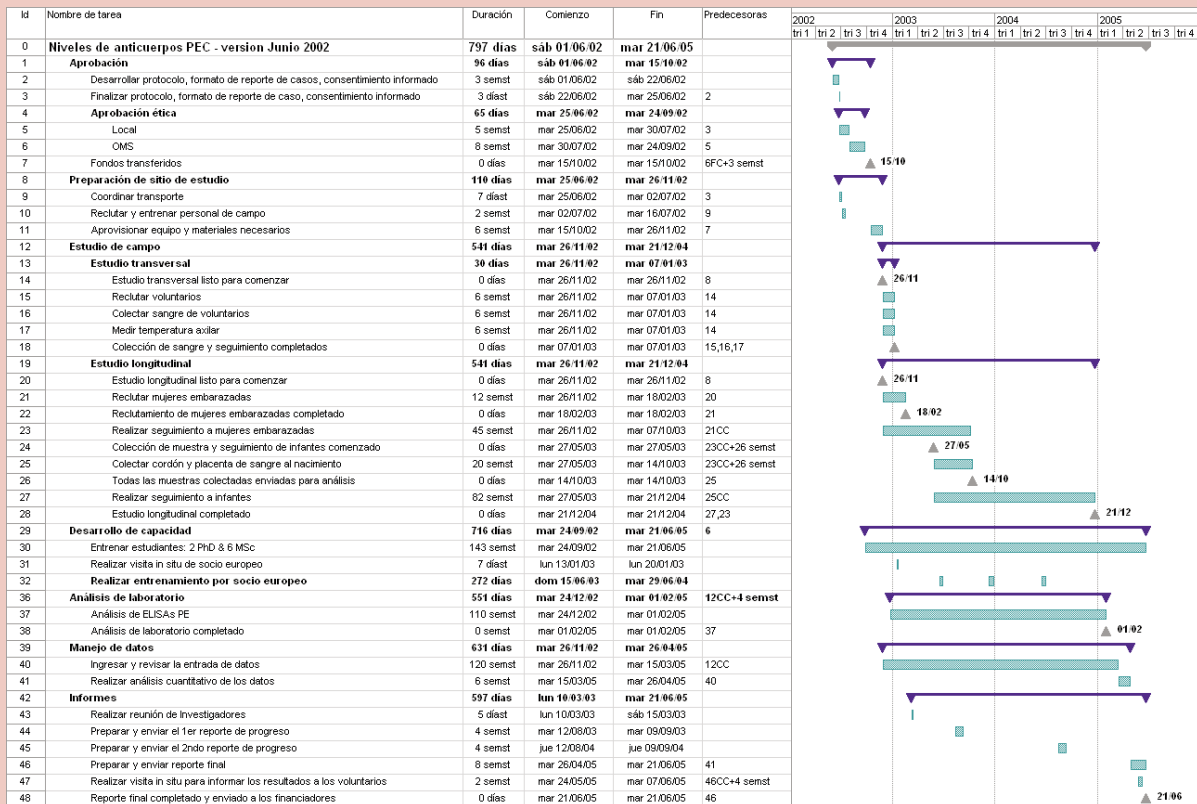 Id Nombre de tarea Duración Comienzo Fin Predecesoras
2002 2003 2004 2005
tri 1 tri 2 tri 3 tri 4 tri 1 tri 2 tri 3 tri 4 tri 1 tri 2 tri 3 tri 4 tri 1 tri 2 tri 3 tri 4
0 Niveles de anticuerpos PEC - version Junio 2002 797 días sáb 01/06/02 mar 21/06/05
1 Aprobación 96 días sáb 01/06/02 mar 15/10/02
2 Desarrollar protocolo, formato de reporte de casos, consentimiento informado 3 semst sáb 01/06/02 sáb 22/06/02
3 Finalizar protocolo, formato de reporte de caso, consentimiento informado 3 díast sáb 22/06/02 mar 25/06/02 2
4 Aprobación ética 65 días mar 25/06/02 mar 24/09/02
5 Local 5 semst mar 25/06/02 mar 30/07/02 3
6 OMS 8 semst mar 30/07/02 mar 24/09/02 5
7 Fondos transferidos 0 días mar 15/10/02 mar 15/10/02 6FC+3 semst 15/10
8 Preparación de sitio de estudio 110 días mar 25/06/02 mar 26/11/02
9 Coordinar transporte 7 díast mar 25/06/02 mar 02/07/02 3
10 Reclutar y entrenar personal de campo 2 semst mar 02/07/02 mar 16/07/02 9
11 Aprovisionar equipo y materiales necesarios 6 semst mar 15/10/02 mar 26/11/02 7
12 Estudio de campo 541 días mar 26/11/02 mar 21/12/04
13 Estudio transversal 30 días mar 26/11/02 mar 07/01/03
14 Estudio transversal listo para comenzar 0 días mar 26/11/02 mar 26/11/02 8 26/11
15 Reclutar voluntarios 6 semst mar 26/11/02 mar 07/01/03 14
16 Colectar sangre de voluntarios 6 semst mar 26/11/02 mar 07/01/03 14
17 Medir temperatura axilar 6 semst mar 26/11/02 mar 07/01/03 14
18 Colección de sangre y seguimiento completados 0 días mar 07/01/03 mar 07/01/03 15,16,17
19 Estudio longitudinal 541 días mar 26/11/02 mar 21/12/04
20 Estudio longitudinal listo para comenzar 0 días mar 26/11/02 mar 26/11/02 8 26/11
21 Reclutar mujeres embarazadas 12 semst mar 26/11/02 mar 18/02/03 20
22 Reclutamiento de mujeres embarazadas completado 0 días mar 18/02/03 mar 18/02/03 21 18/02
23 Realizar seguimiento a mujeres embarazadas 45 semst mar 26/11/02 mar 07/10/03 21CC
24 Colección de muestra y seguimiento de infantes comenzado 0 días mar 27/05/03 mar 27/05/03 23CC+26 semst 27/05
25 Colectar cordón y placenta de sangre al nacimiento 20 semst mar 27/05/03 mar 14/10/03 23CC+26 semst
26 Todas las muestras colectadas enviadas para análisis 0 días mar 14/10/03 mar 14/10/03 25 14/10
27 Realizar seguimiento a infantes 82 semst mar 27/05/03 mar 21/12/04 25CC
28 Estudio longitudinal completado 0 días mar 21/12/04 mar 21/12/04 27,23 21/12
29 Desarrollo de capacidad 716 días mar 24/09/02 mar 21/06/05 6
30 Entrenar estudiantes: 2 PhD & 6 MSc 143 semst mar 24/09/02 mar 21/06/05
31 Realizar visita in situ de socio europeo 7 díast lun 13/01/03 lun 20/01/03
32 Realizar entrenamiento por socio europeo 272 días dom 15/06/03 mar 29/06/04
36 Análisis de laboratorio 551 días mar 24/12/02 mar 01/02/05 12CC+4 semst
37 Análisis de ELISAs PE 110 semst mar 24/12/02 mar 01/02/05
38 Análisis de laboratorio completado 0 semst mar 01/02/05 mar 01/02/05 37 01/02
39 Manejo de datos 631 días mar 26/11/02 mar 26/04/05
40 Ingresar y revisar la entrada de datos 120 semst mar 26/11/02 mar 15/03/05 12CC
41 Realizar análisis cuantitativo de los datos 6 semst mar 15/03/05 mar 26/04/05 40
42 Informes 597 días lun 10/03/03 mar 21/06/05
43 Realizar reunión de Investigadores 5 díast lun 10/03/03 sáb 15/03/03
44 Preparar y enviar el 1er reporte de progreso 4 semst mar 12/08/03 mar 09/09/03
45 Preparar y enviar el 2ndo reporte de progreso 4 semst jue 12/08/04 jue 09/09/04
46 Preparar y enviar reporte final 8 semst mar 26/04/05 mar 21/06/05 41
47 Realizar visita in situ para informar los resultados a los voluntarios 2 semst mar 24/05/05 mar 07/06/05 46CC+4 semst
48 Reporte final completado y enviado a los financiadores 0 días mar 21/06/05 mar 21/06/05 46 21/06